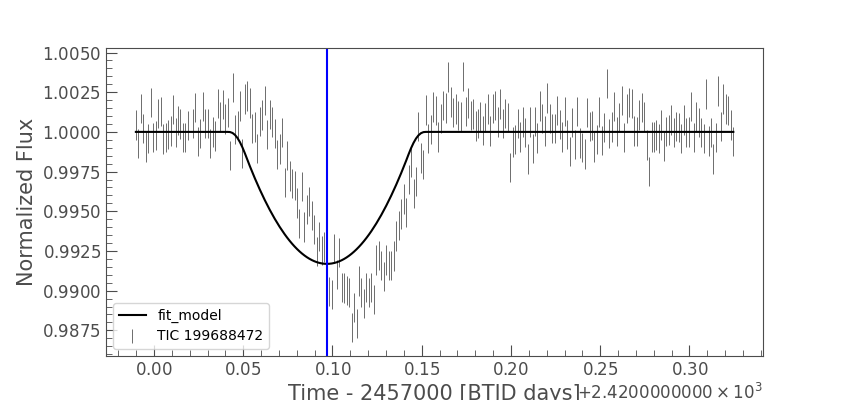 1.0050
1.0025
1.0000
0.9975
0.9950
0.9925
0.9900
0.9875
Normalized Flux
fit_model
TIC 199688472
0.00 0.05 0.10 0.15 0.20 0.25 0.30
Time - 2457000 [BTJD days]
+2.4200000000 × 10³